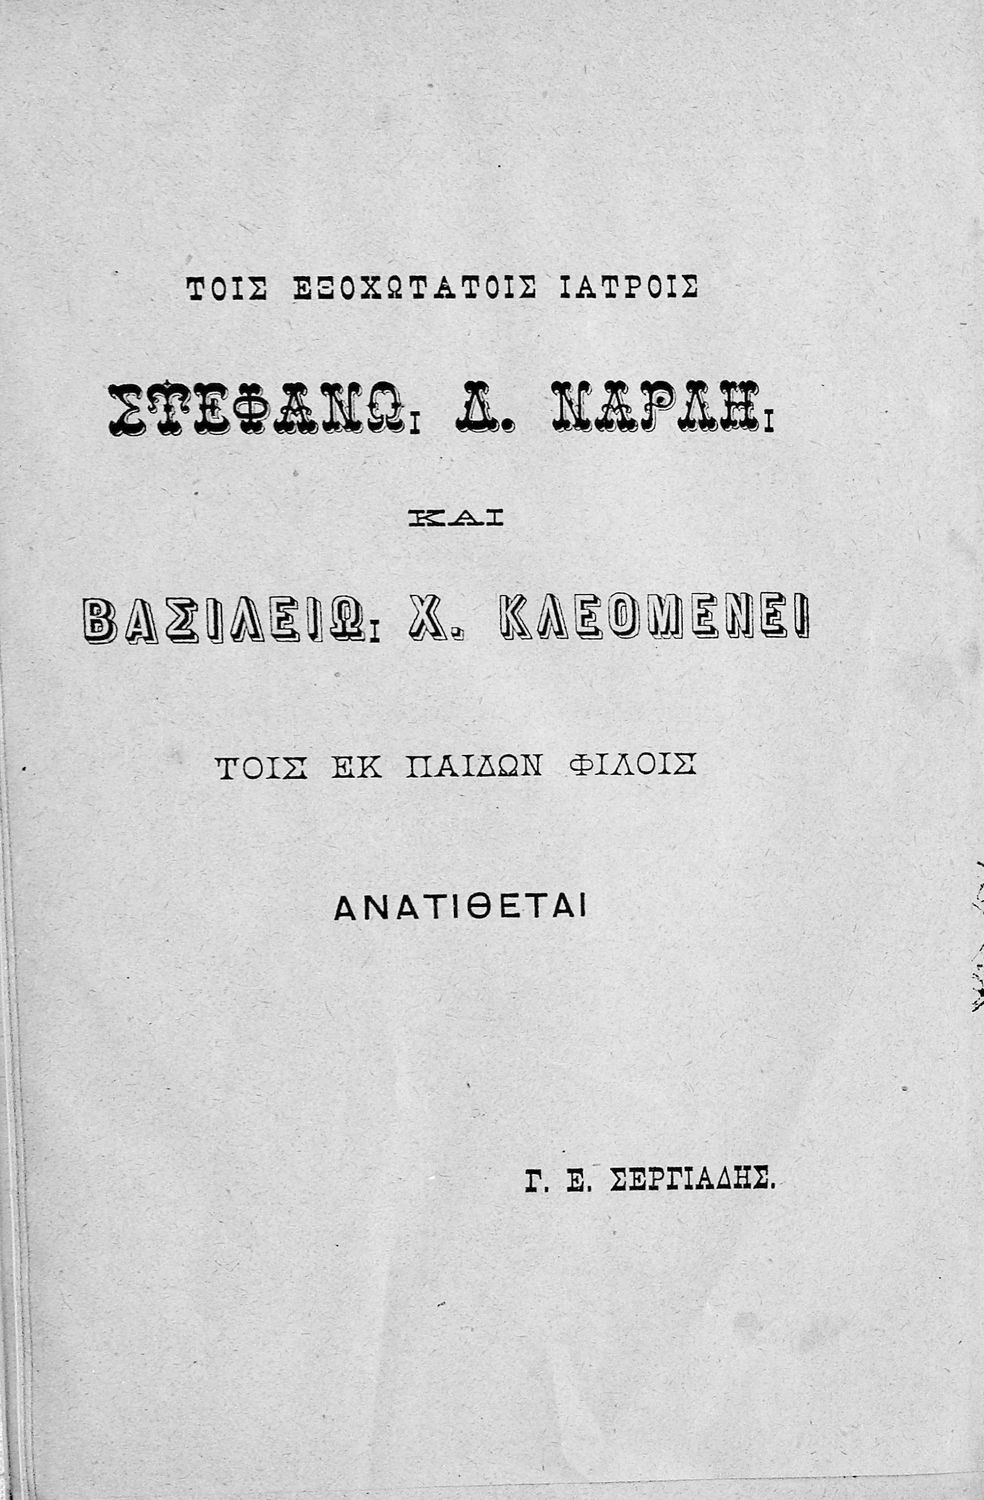 ΤΟΙΣ ΕΞΟΧΩΤΑΤΟΙΣ ΙΑΤΡΟΙΣ
ΣΤΕΦΑΝΩι Δ. ΝΑΡΛΗι
ΚΑΙ
ΒΑΣΙΛΕΙΩι Χ. ΚΛΕΟΜΕΝΕΙ
ΤΟΙΣ ΕΚ ΠΑΙΔΩΝ ΦΙΛΟΙΣ
ΑΝΑΤΙΘΕΤΑΙ
Γ. Ε. ΣΕΡΓΙΑΔΗΣ.